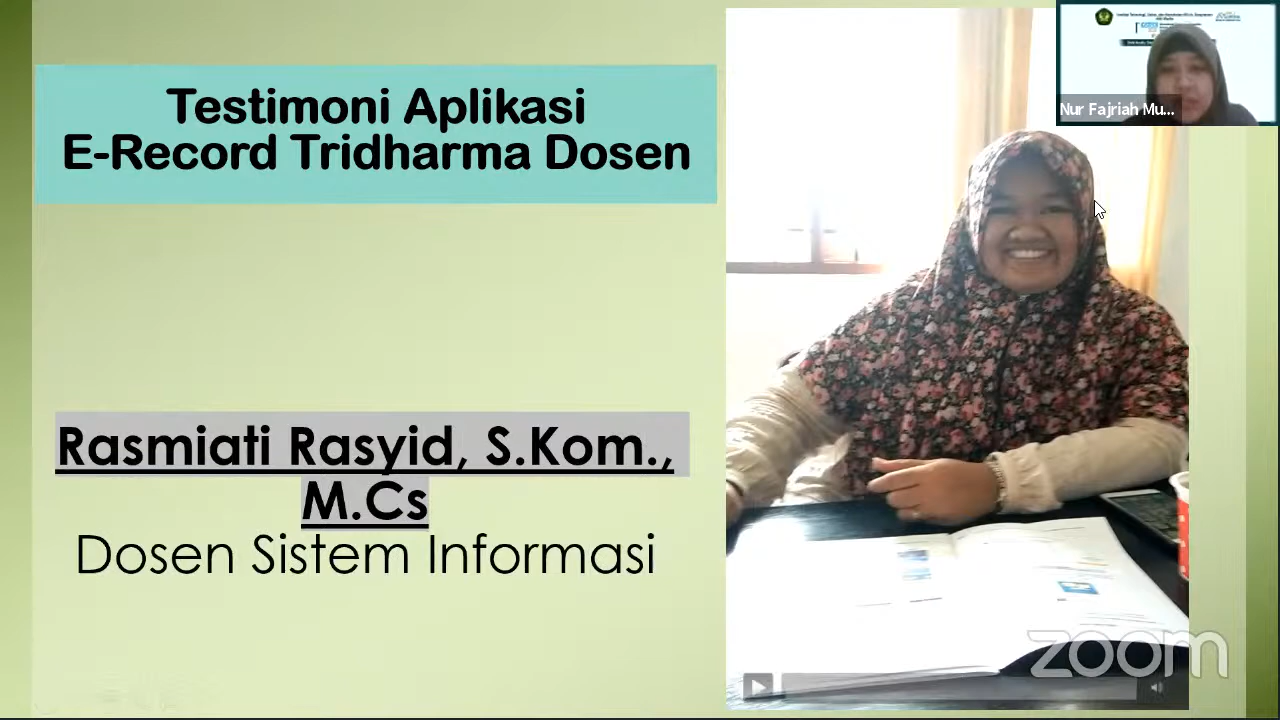 Testimoni Aplikasi
E-Record Tridharma Dosen
Rasmiati Rasyid, S.Kom.,
M.Cs
Dosen Sistem Informasi
Nur Fajriah Mu...
zoom